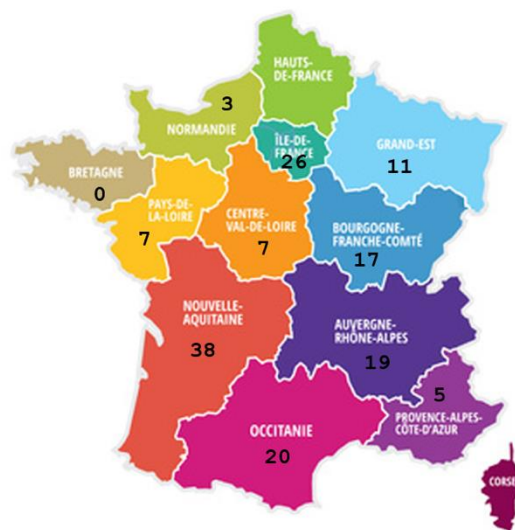 HAUTS-
DE-FRANCE
3
NORMANDIE
ÎLE-DE-
FRANCE
26
GRAND-EST
11
BRETAGNE
0
PAYS-DE-
LA-LOIRE
7
CENTRE-
VAL-DE-LOIRE
7
BOURGOGNE-
FRANCHE-COMTÉ
17
NOUVELLE-
AQUITAINE
38
AUVERGNE-
RHÔNE-ALPES
19
5
PROVENCE-ALPES-
CÔTE-D'AZUR
OCCITANIE
20
CORSE